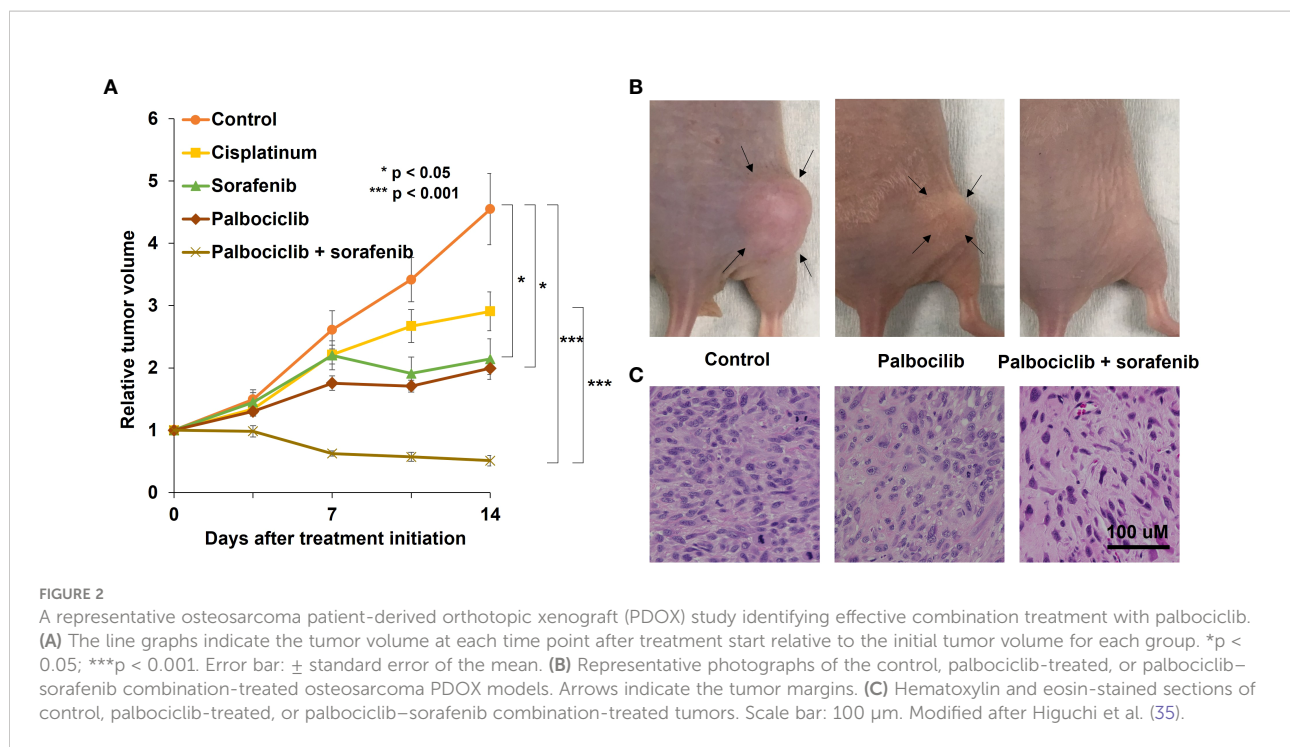 A
6
5
4
3
2
1
0
Relative tumor volume
Control
Cisplatinum
Sorafenib
Palbociclib
Palbociclib + sorafenib
* p < 0.05
*** p < 0.001
*
*
***
***
0
7
14
Days after treatment initiation
B
Control
Palbocilib
Palbociclib + sorafenib
C
100 uM
FIGURE 2
A representative osteosarcoma patient-derived orthotopic xenograft (PDOX) study identifying effective combination treatment with palbociclib.
(A) The line graphs indicate the tumor volume at each time point after treatment start relative to the initial tumor volume for each group. *p <
0.05; ***p < 0.001. Error bar: ± standard error of the mean. (B) Representative photographs of the control, palbociclib-treated, or palbociclib–
sorafenib combination-treated osteosarcoma PDOX models. Arrows indicate the tumor margins. (C) Hematoxylin and eosin-stained sections of
control, palbociclib-treated, or palbociclib–sorafenib combination-treated tumors. Scale bar: 100 μm. Modified after Higuchi et al. (35).